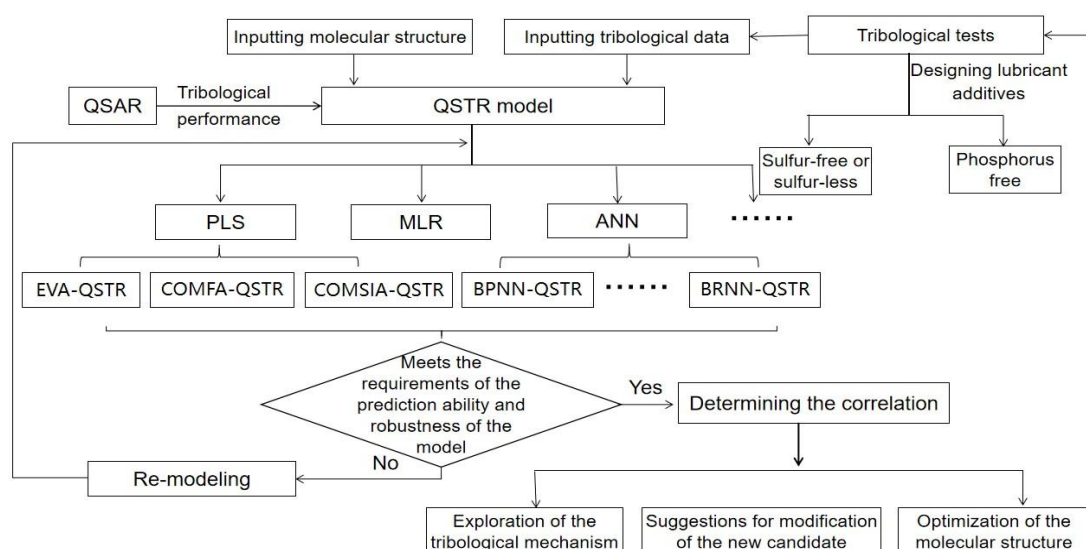 Inputting molecular structure
Inputting tribological data
Tribological tests
Designing lubricant
additives
QSAR
Tribological
performance
QSTR model
Sulfur-free or
sulfur-less
Phosphorus
free
PLS
MLR
ANN
······
EVA-QSTR
COMFA-QSTR
COMSIA-QSTR
BPNN-QSTR
······
BRNN-QSTR
Meets the
requirements of the
prediction ability and
robustness of the
model
Yes
Determining the correlation
No
Re-modeling
Exploration of the
tribological mechanism
Suggestions for modification
of the new candidate
Optimization of the
molecular structure